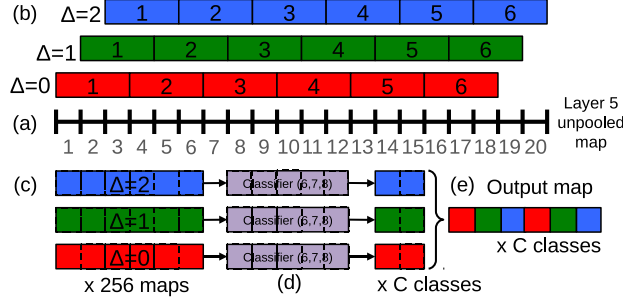 (b) Δ=2 1 2 3 4 5 6
Δ=1 1 2 3 4 5 6
Δ=0 1 2 3 4 5 6
(a) Layer 5 unpooled map
1 2 3 4 5 6 7 8 9 10 11 12 13 14 15 16 17 18 19 20
(c) Δ=2 Classifier (6,7,8) (e) Output map
Δ=1 Classifier (6,7,8)
x C classes
Δ=0 Classifier (6,7,8)
x 256 maps (d) x C classes